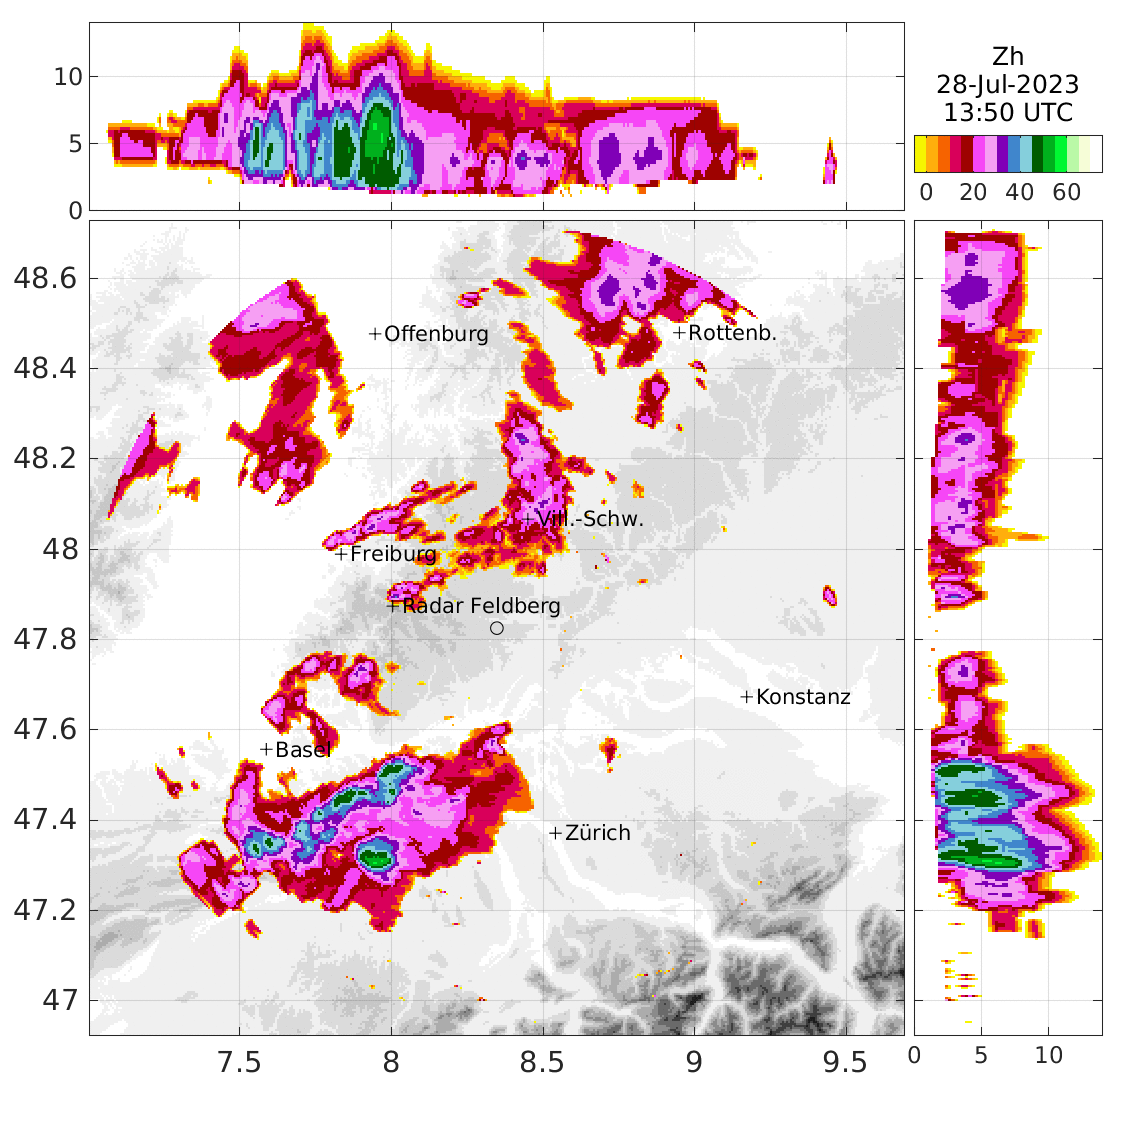 10
5
0
Zh
28-Jul-2023
13:50 UTC
0 20 40 60
48.6
48.4
48.2
48
47.8
47.6
47.4
47.2
47
+Offenburg
+Rottenb.
+Vill.-Schw.
+Freiburg
+Radar Feldberg
+Konstanz
+Basel
+Zürich
7.5 8 8.5 9 9.5
0 5 10